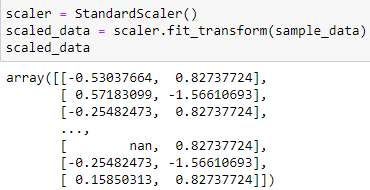 scaler = StandardScaler()
scaled_data = scaler.fit_transform(sample_data)
scaled_data
array([[-0.53037664,  0.82737724],
       [ 0.57183099, -1.56610693],
       [-0.25482473,  0.82737724],
       ...,
       [        nan,  0.82737724],
       [-0.25482473, -1.56610693],
       [ 0.15850313,  0.82737724]])